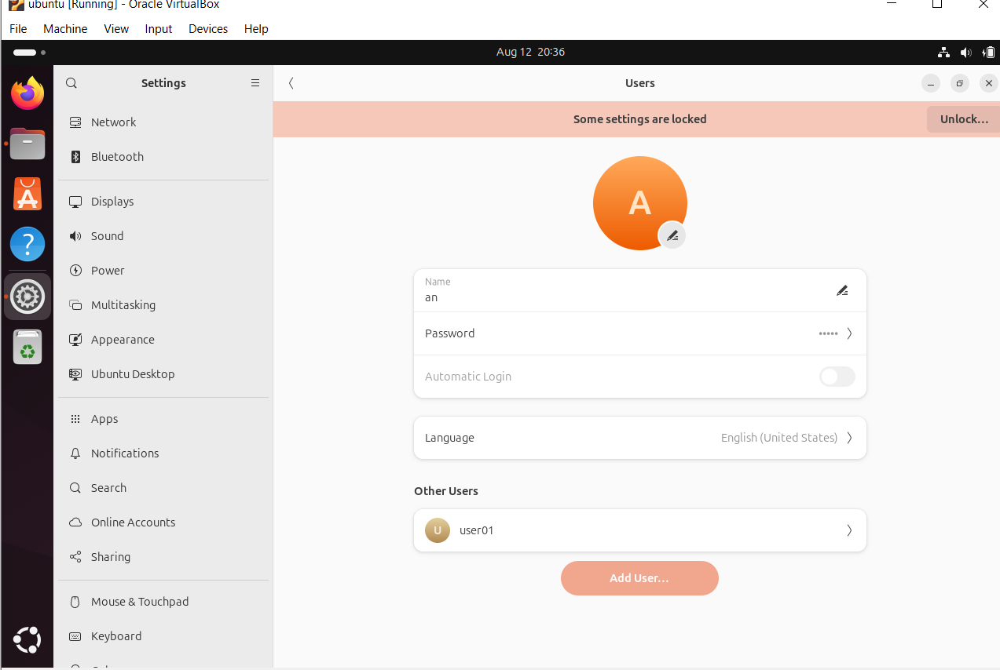 ubuntu [Running] - Oracle VirtualBox
File Machine View Input Devices Help
Aug 12 20:36
Settings
Users
Some settings are locked
Unlock...
Network
Bluetooth
Displays
Sound
Power
Multitasking
Appearance
Ubuntu Desktop
Apps
Notifications
Search
Online Accounts
Sharing
Mouse & Touchpad
Keyboard
A
Name
an
Password
•••••
Automatic Login
Language English (United States)
Other Users
U user01
Add User...